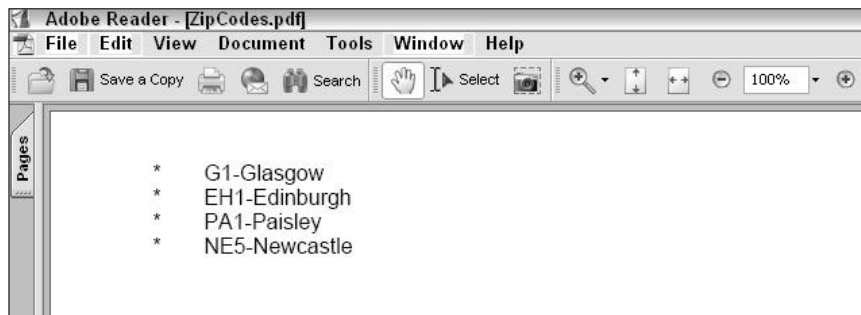 Adobe Reader - [ZipCodes.pdf]
File Edit View Document Tools Window Help
Save a Copy Search Select 100%
Pages
* G1-Glasgow
* EH1-Edinburgh
* PA1-Paisley
* NE5-Newcastle